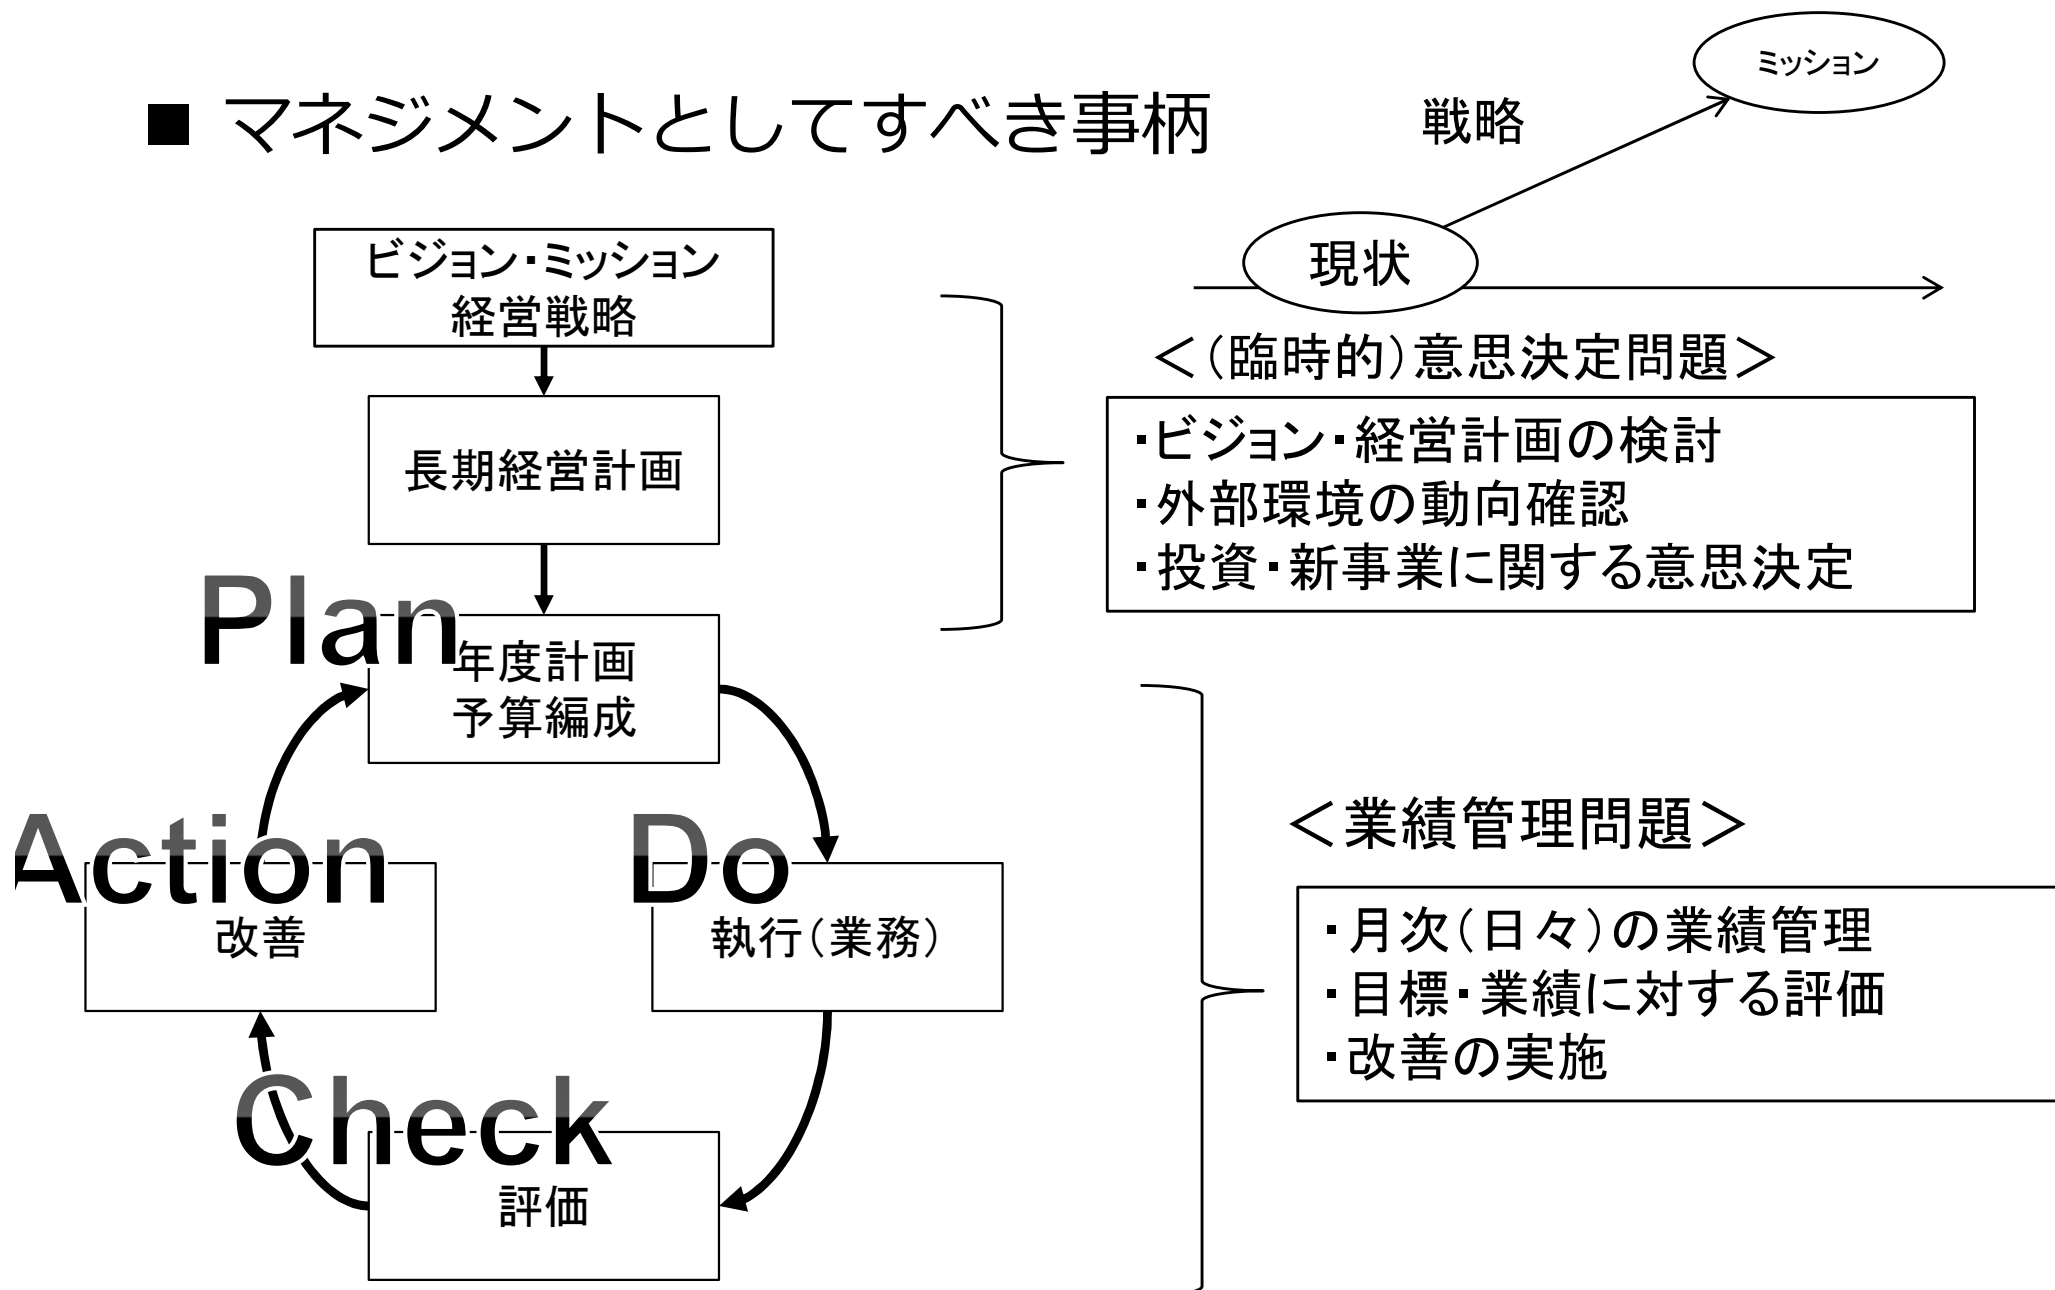 ■ マネジメントとしてすべき事柄
ミッション
戦略
現状
ビジョン・ミッション
経営戦略
長期経営計画
Plan
年度計画
予算編成
Action
改善
Do
執行(業務)
Check
評価
＜(臨時的)意思決定問題＞
・ビジョン・経営計画の検討
・外部環境の動向確認
・投資・新事業に関する意思決定
＜業績管理問題＞
・月次(日々)の業績管理
・目標・業績に対する評価
・改善の実施